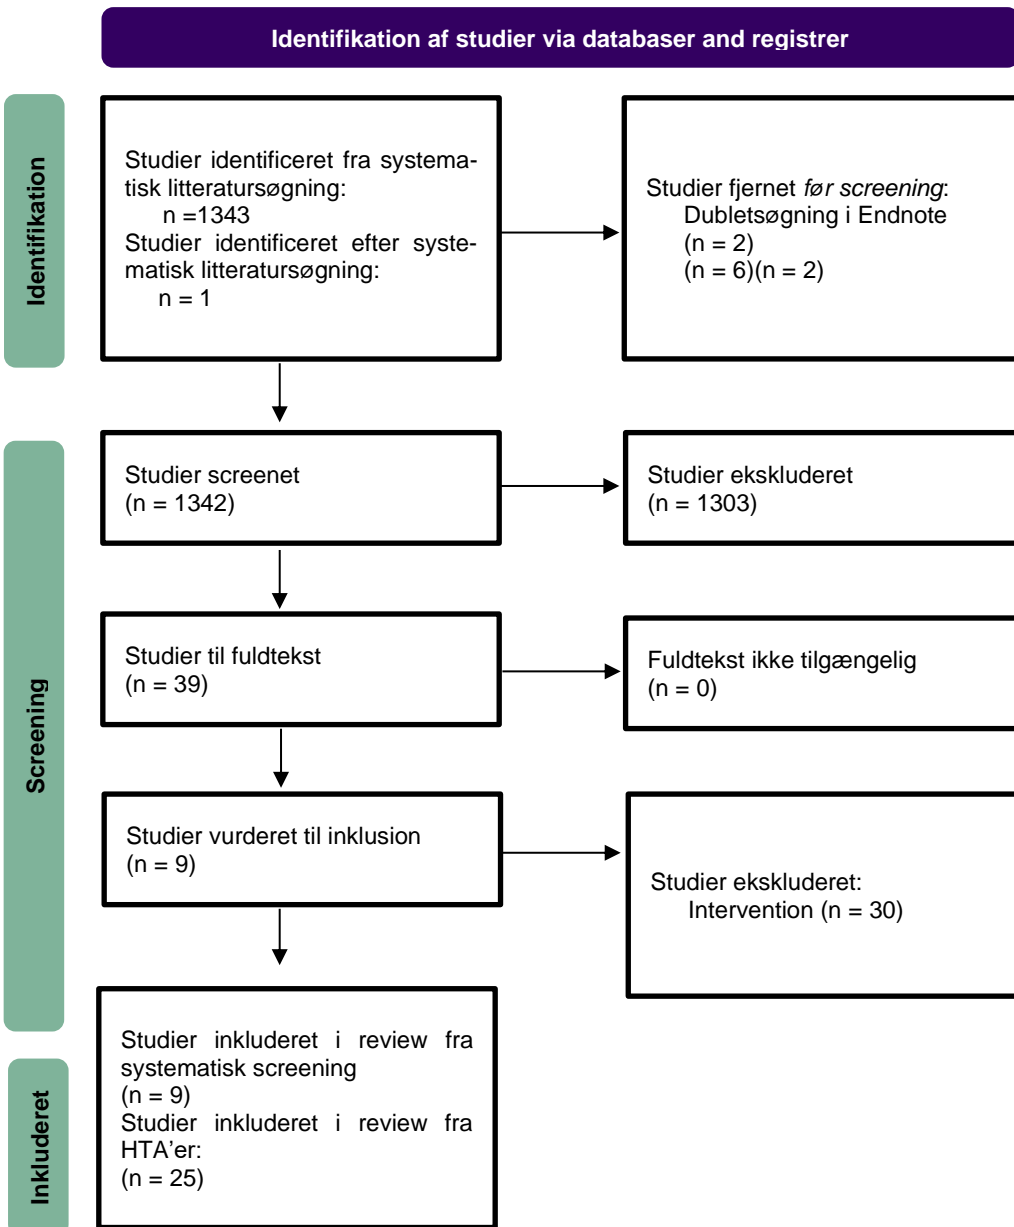 Identifikation af studier via databaser and registrer
Identifikation
Studier identificeret fra systema-
tisk litteratursøgning:
n =1343
Studier identificeret efter syste-
matisk litteratursøgning:
n = 1
Studier fjernet før screening:
Dubletsøgning i Endnote
(n = 2)
(n = 6)(n = 2)
Screening
Studier screenet
(n = 1342)
Studier ekskluderet
(n = 1303)
Studier til fuldtekst
(n = 39)
Fuldtekst ikke tilgængelig
(n = 0)
Studier vurderet til inklusion
(n = 9)
Studier ekskluderet:
Intervention (n = 30)
Inkluderet
Studier inkluderet i review fra
systematisk screening
(n = 9)
Studier inkluderet i review fra
HTA'er:
(n = 25)